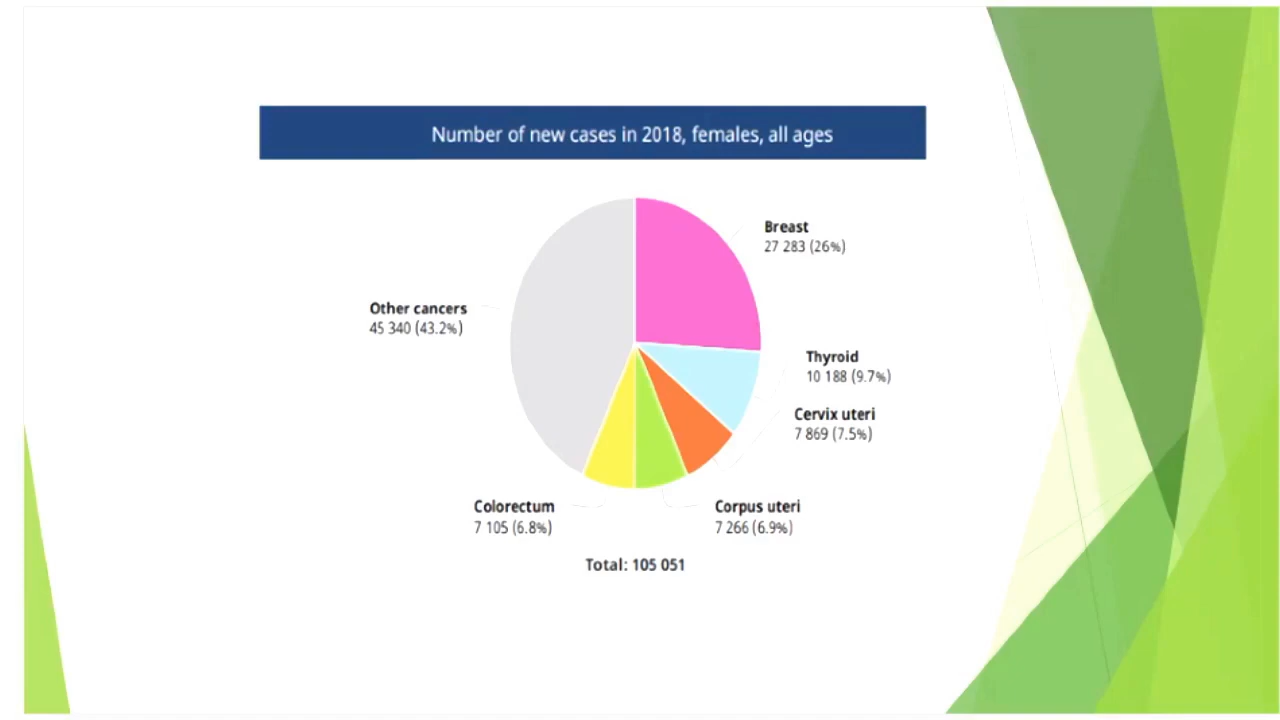 Number of new cases in 2018, females, all ages
Breast
27 283 (26%)
Other cancers
45 340 (43.2%)
Thyroid
10 188 (9.7%)
Cervix uteri
7 869 (7.5%)
Colorectum
7 105 (6.8%)
Corpus uteri
7 266 (6.9%)
Total: 105 051